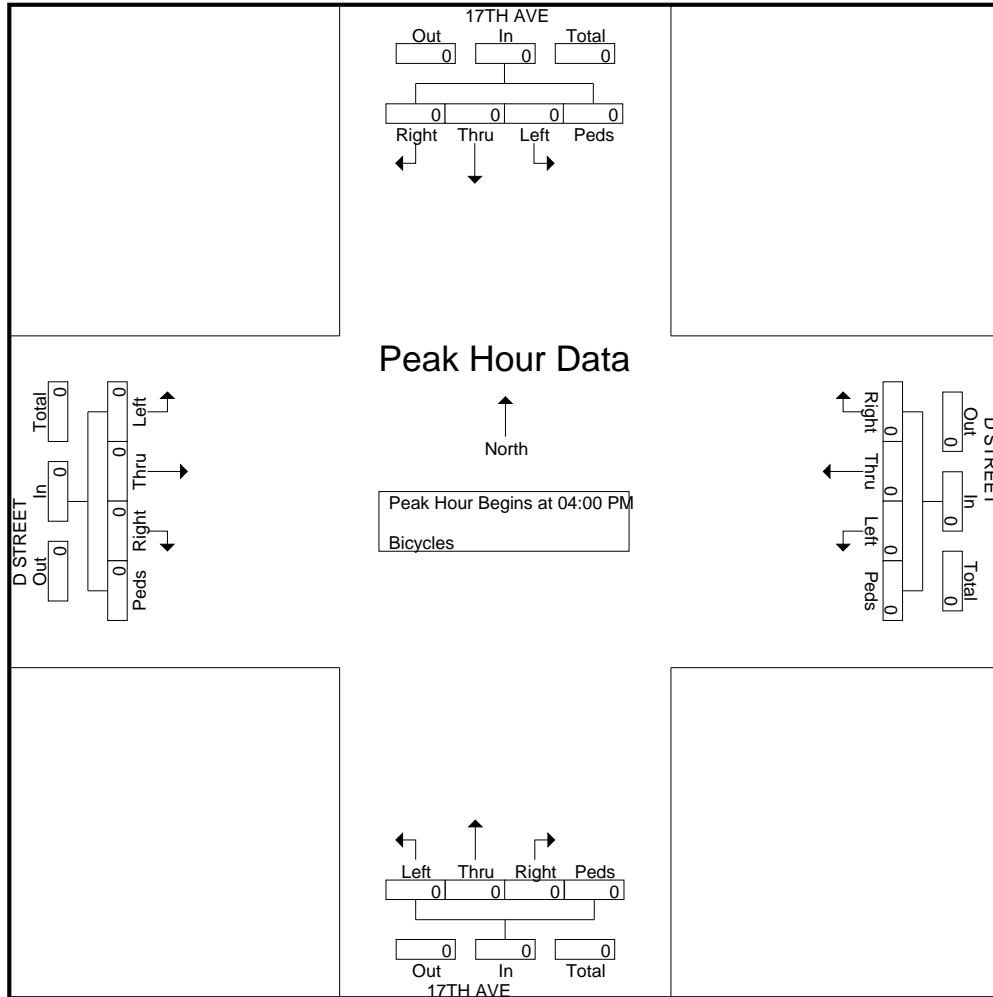 17TH AVE
Out In Total
0 0 0
0 0 0 0
Right Thru Left Peds
Peak Hour Data
North
Peak Hour Begins at 04:00 PM
Bicycles
D STREET
Total In Out
0 0 0
0 0 0 0
Left Thru Right Peds
D STREET
Out In Total
0 0 0
0 0 0 0
Right Thru Left Peds
Left Thru Right Peds
0 0 0 0
0 0 0
Out In Total
17TH AVE